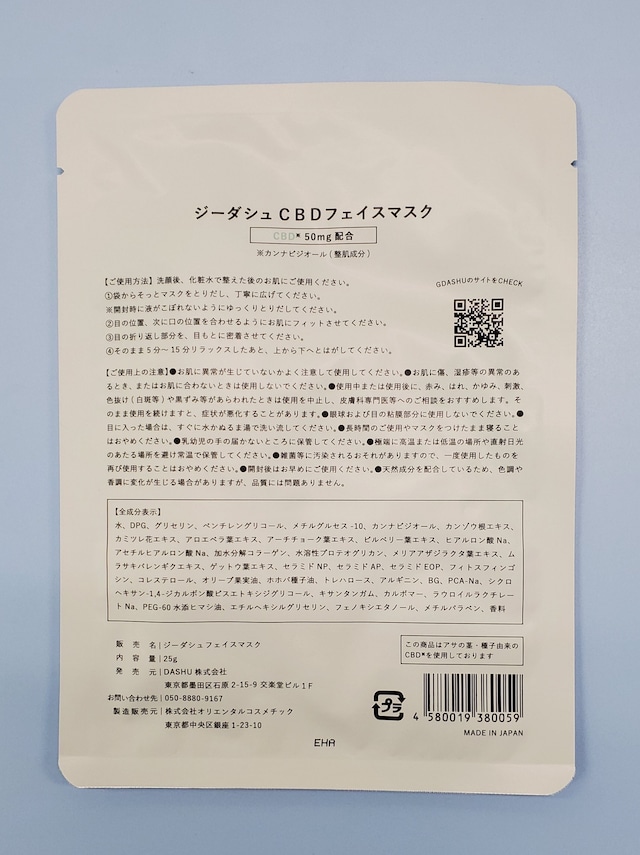 ジーダシュCBDフェイスマスク
CBD* 50mg 配合
※カンナビジオール(整肌成分)
【ご使用方法】洗顔後、化粧水で整えた後のお肌にご使用ください。
①袋からそっとマスクをとりだし、丁寧に広げてください。
※開封時に液がこぼれないようにゆっくりとりだしてください。
②目の位置、次に口の位置を合わせるようにお肌にフィットさせてください。
③目の折り返し部分を、目もとに密着させてください。
④そのまま5分〜15分リラックスしたあと、上から下へとはがしてください。
GDASHUのサイトをCHECK
【ご使用上の注意】●お肌に異常が生じていないかよく注意して使用してください。●お肌に傷、湿疹等の異常のあ
るとき、またはお肌に合わないときは使用しないでください。●使用中または使用後に、赤み、はれ、かゆみ、刺激、
色抜け(白斑等)や黒ずみ等があらわれたときは使用を中止し、皮膚科専門医等へのご相談をおすすめします。そ
のまま使用を続けますと、症状が悪化することがあります。●眼球および目の粘膜部分に使用しないでください。●
目に入った場合は、すぐに水かぬるま湯で洗い流してください。●長時間のご使用やマスクをつけたまま寝ること
はおやめください。●乳幼児の手の届かないところに保管してください。●極端に高温または低温の場所や直射日光
のあたる場所を避け常温で保管してください。●雑菌等に汚染されるおそれがありますので、一度使用したものを
再び使用することはおやめください。●開封後はお早めにご使用ください。●天然成分を配合しているため、色調や
香調に変化が生じる場合がありますが、品質には問題ありません。
【全成分表示】
水、DPG、グリセリン、ペンチレングリコール、メチルグルセス-10、カンナビジオール、カンゾウ根エキス、
カミツレ花エキス、アロエベラ葉エキス、アーチチョーク葉エキス、ビルベリー葉エキス、ヒアルロン酸Na、
アセチルヒアルロン酸Na、加水分解コラーゲン、水溶性プロテオグリカン、メリアアザジラクタ葉エキス、ム
ラサキバレンギクエキス、ゲットウ葉エキス、セラミドNP、セラミドAP、セラミドEOP、フィトスフィンゴ
シン、コレステロール、オリーブ果実油、ホホバ種子油、トレハロース、アルギニン、BG、PCA-Na、シクロ
ヘキサン-1,4-ジカルボン酸ビスエトキシジグリコール、キサンタンガム、カルボマー、ラウロイルラクチレー
トNa、PEG-60水添ヒマシ油、エチルヘキシルグリセリン、フェノキシエタノール、メチルパラベン、香料
販売名|ジーダシュフェイスマスク
内容量|25g
発売元|DASHU株式会社
東京都墨田区石原2-15-9 交楽堂ビル1F
お問い合わせ先|050-8880-9167
製造販売元|株式会社オリエンタルコスメチック
東京都中央区銀座1-23-10
この商品はアサの茎・種子由来の
CBD*を使用しております
プラ
4 580019 380059
MADE IN JAPAN
EHA